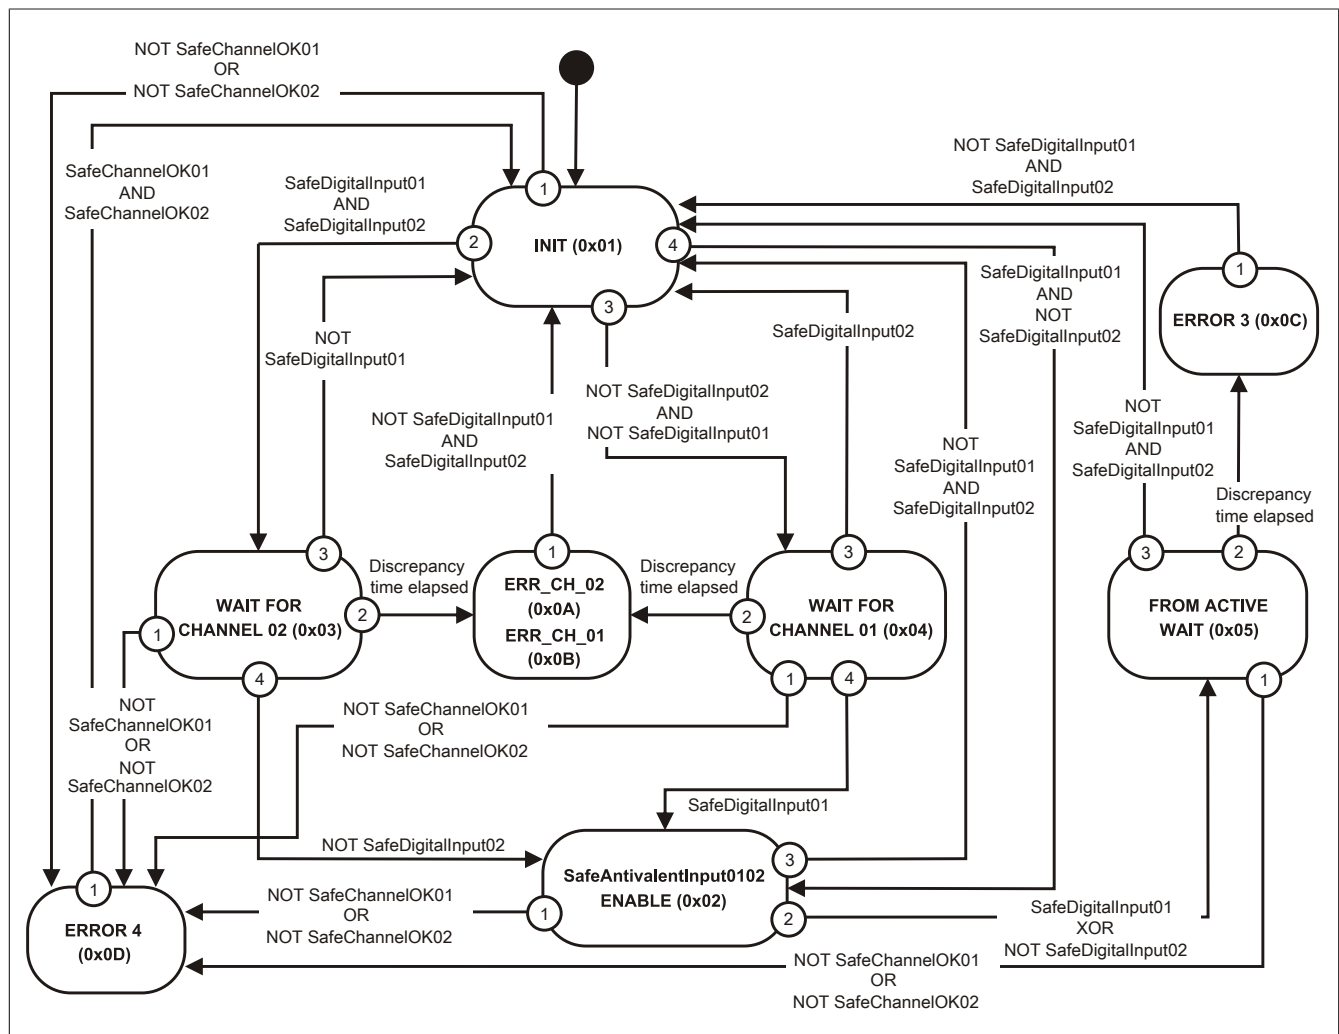 NOT SafeChannelOK01
OR
NOT SafeChannelOK02
SafeChannelOK01
AND
SafeChannelOK02
SafeDigitalInput01
AND
SafeDigitalInput02
1
2
INIT (0x01)
4
3
NOT SafeDigitalInput01
AND
SafeDigitalInput02
SafeDigitalInput01
AND
NOT
SafeDigitalInput02
1
ERROR 3 (0x0C)
NOT
SafeDigitalInput01
SafeDigitalInput02
NOT SafeDigitalInput02
AND
NOT SafeDigitalInput01
NOT SafeDigitalInput01
AND
SafeDigitalInput02
NOT
SafeDigitalInput01
AND
SafeDigitalInput02
NOT
SafeDigitalInput01
AND
SafeDigitalInput02
Discrepancy
time elapsed
3
WAIT FOR
CHANNEL 02 (0x03)
1
2
4
Discrepancy
time elapsed
1
ERR_CH_02
(0x0A)
ERR_CH_01
(0x0B)
Discrepancy
time elapsed
3
WAIT FOR
CHANNEL 01 (0x04)
2
1
4
3
2
FROM ACTIVE
WAIT (0x05)
1
NOT
SafeChannelOK01
OR
NOT
SafeChannelOK02
NOT SafeChannelOK01
OR
NOT SafeChannelOK02
SafeDigitalInput01
NOT SafeDigitalInput02
3
SafeAntivalentInput0102
ENABLE (0x02)
1
2
1
ERROR 4
(0x0D)
NOT SafeChannelOK01
OR
NOT SafeChannelOK02
SafeDigitalInput01
XOR
NOT SafeDigitalInput02
NOT SafeChannelOK01
OR
NOT SafeChannelOK02